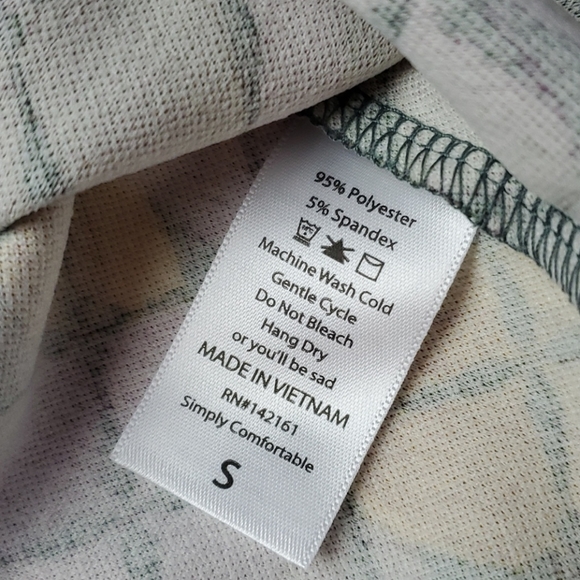 95% Polyester
5% Spandex
Machine Wash Cold
Gentle Cycle
Do Not Bleach
Hang Dry
or you'll be sad
MADE IN VIETNAM
RN#142161
Simply Comfortable
S